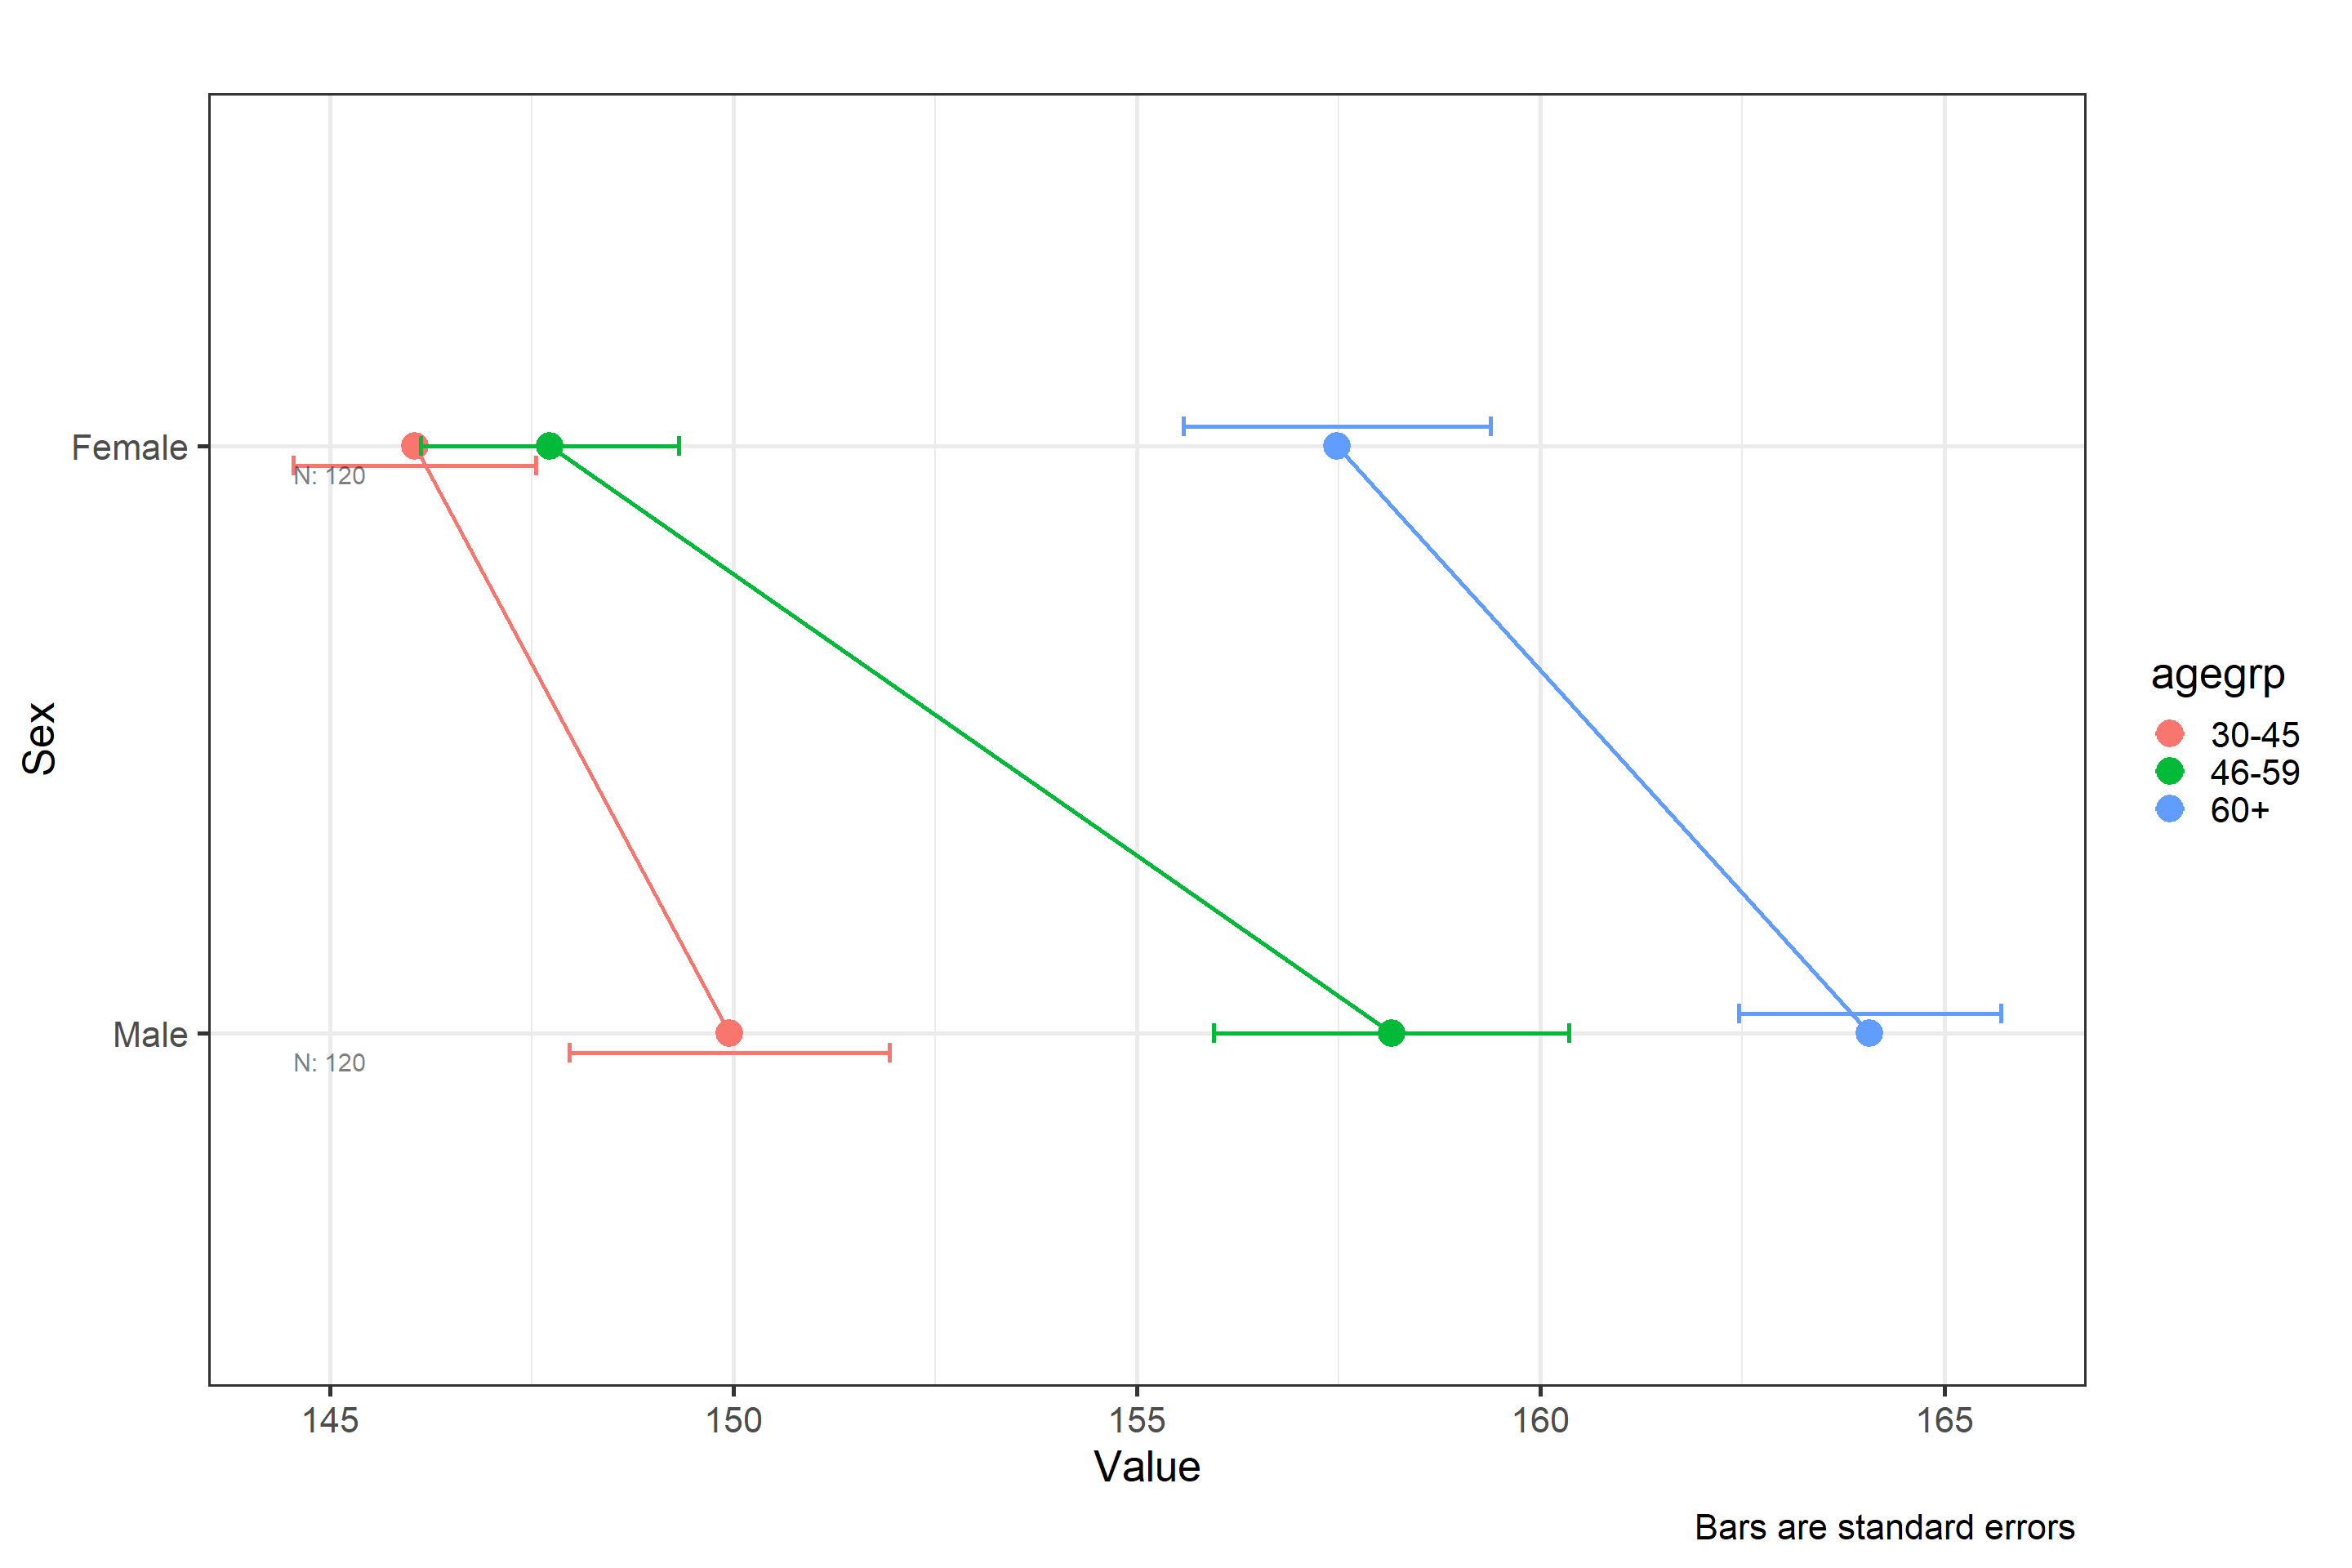 Female
N: 120
Sex
Male
N: 120
agegrp
30-45
46-59
60+
145 150 155 160 165
Value
Bars are standard errors